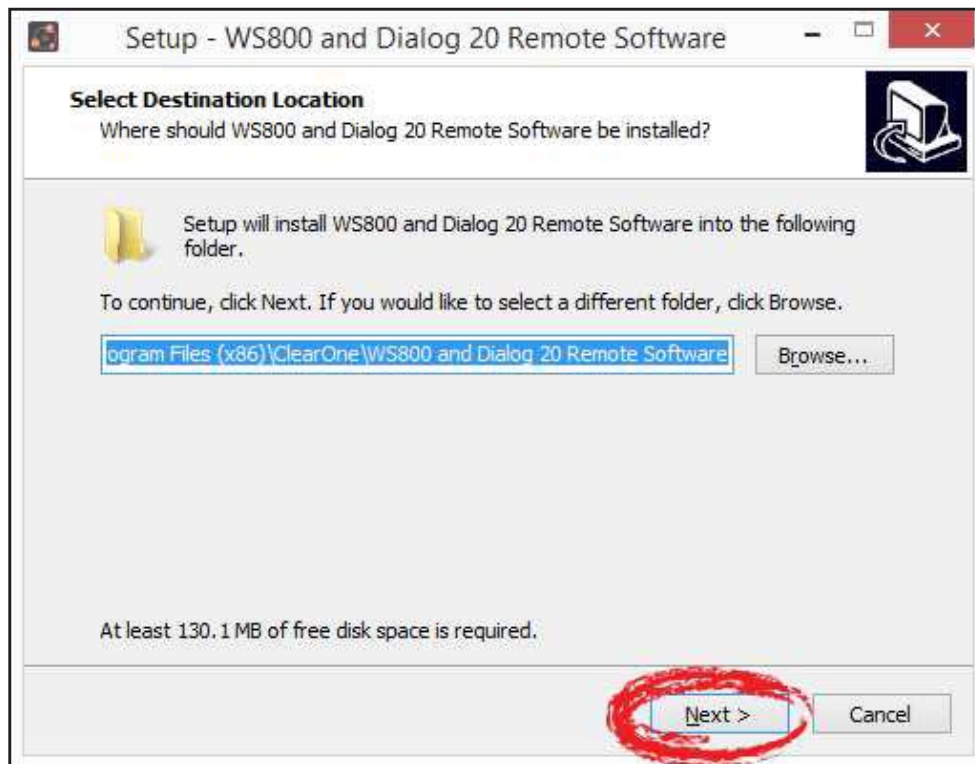 Setup - WS800 and Dialog 20 Remote Software
Select Destination Location
Where should WS800 and Dialog 20 Remote Software be installed?
Setup will install WS800 and Dialog 20 Remote Software into the following
folder.
To continue, click Next. If you would like to select a different folder, click Browse.
ogram Files (x86)\ClearOne\WS800 and Dialog 20 Remote Software
Browse...
At least 130.1 MB of free disk space is required.
Next >
Cancel